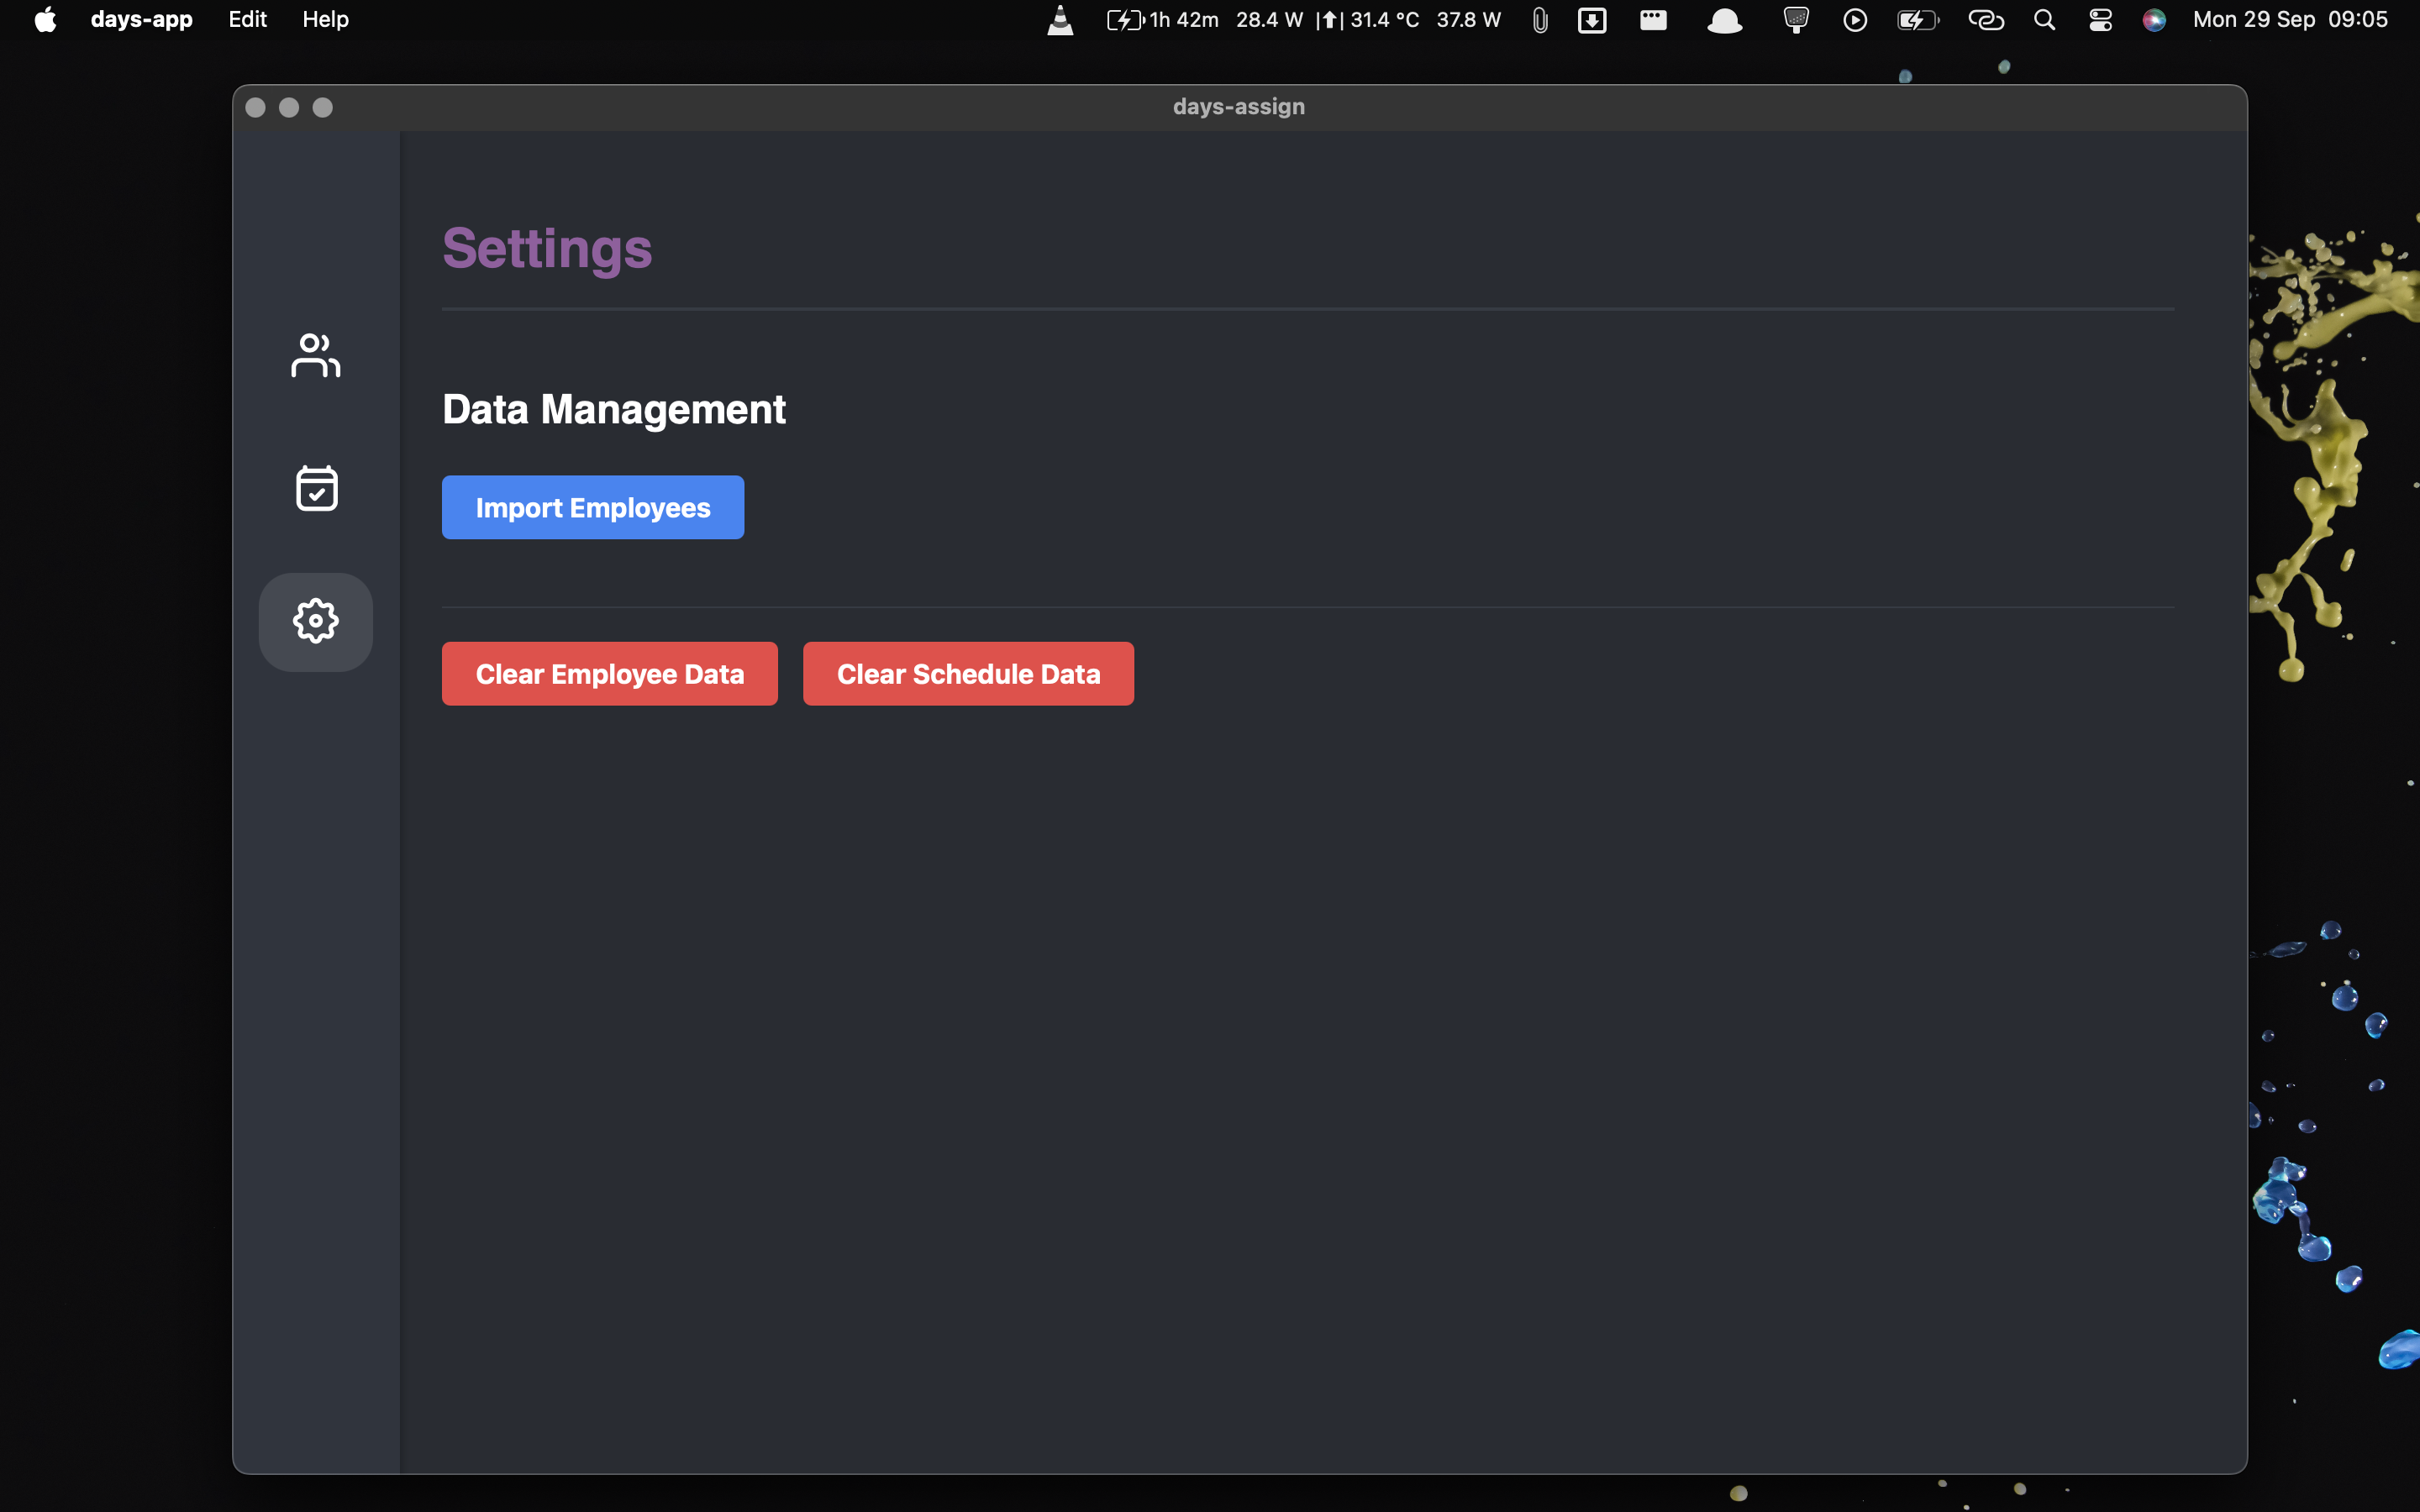 days-app Edit Help 1h 42m 28.4 W 31.4 °C 37.8 W Mon 29 Sep 09:05
days-assign
Settings
Data Management
Import Employees
Clear Employee Data Clear Schedule Data